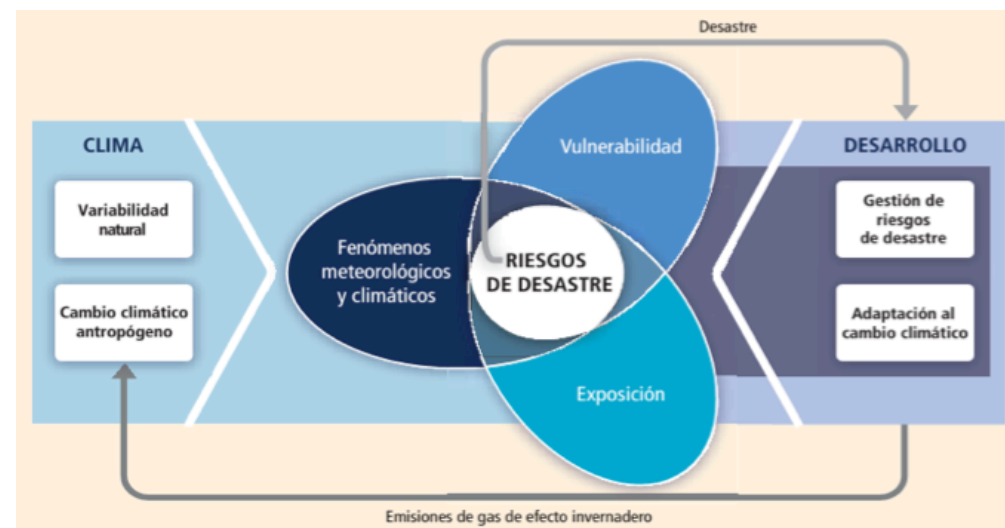 Desastre
CLIMA
Variabilidad
natural
Cambio climático
antropógeno
Fenómenos
meteorológicos
y climáticos
Vulnerabilidad
RIESGOS
DE DESASTRE
Exposición
DESARROLLO
Gestión de
riesgos
de desastre
Adaptación al
cambio climático
Emisiones de gas de efecto invernadero